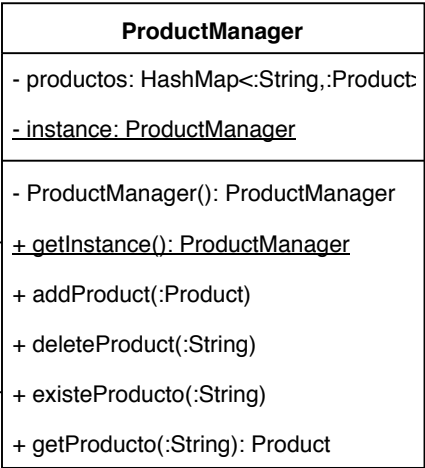 ProductManager
- productos: HashMap<:String,:Product>
- instance: ProductManager
- ProductManager(): ProductManager
+ getInstance(): ProductManager
+ addProduct(:Product)
+ deleteProduct(:String)
+ existeProducto(:String)
+ getProducto(:String): Product